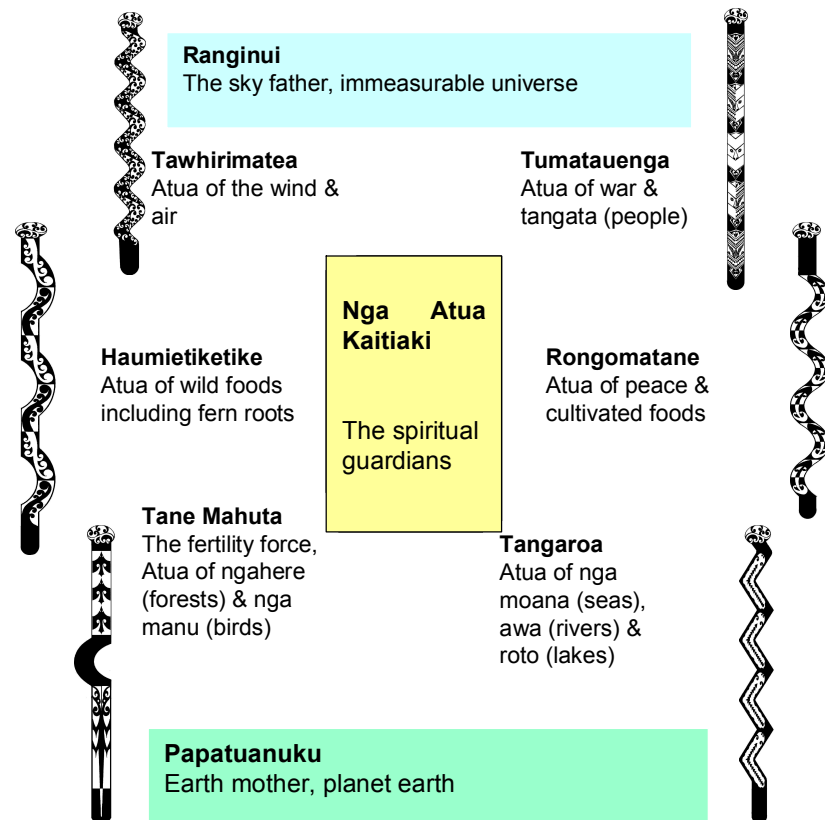 Ranginui
The sky father, immeasurable universe
Tawhirimatea
Atua of the wind &
air
Tumatauenga
Atua of war &
tangata (people)
Nga Atua
Kaitiaki
The spiritual
guardians
Haumietiketike
Atua of wild foods
including fern roots
Rongomatane
Atua of peace &
cultivated foods
Tane Mahuta
The fertility force,
Atua of ngahere
(forests) & nga
manu (birds)
Tangaroa
Atua of nga
moana (seas),
awa (rivers) &
roto (lakes)
Papatuanuku
Earth mother, planet earth